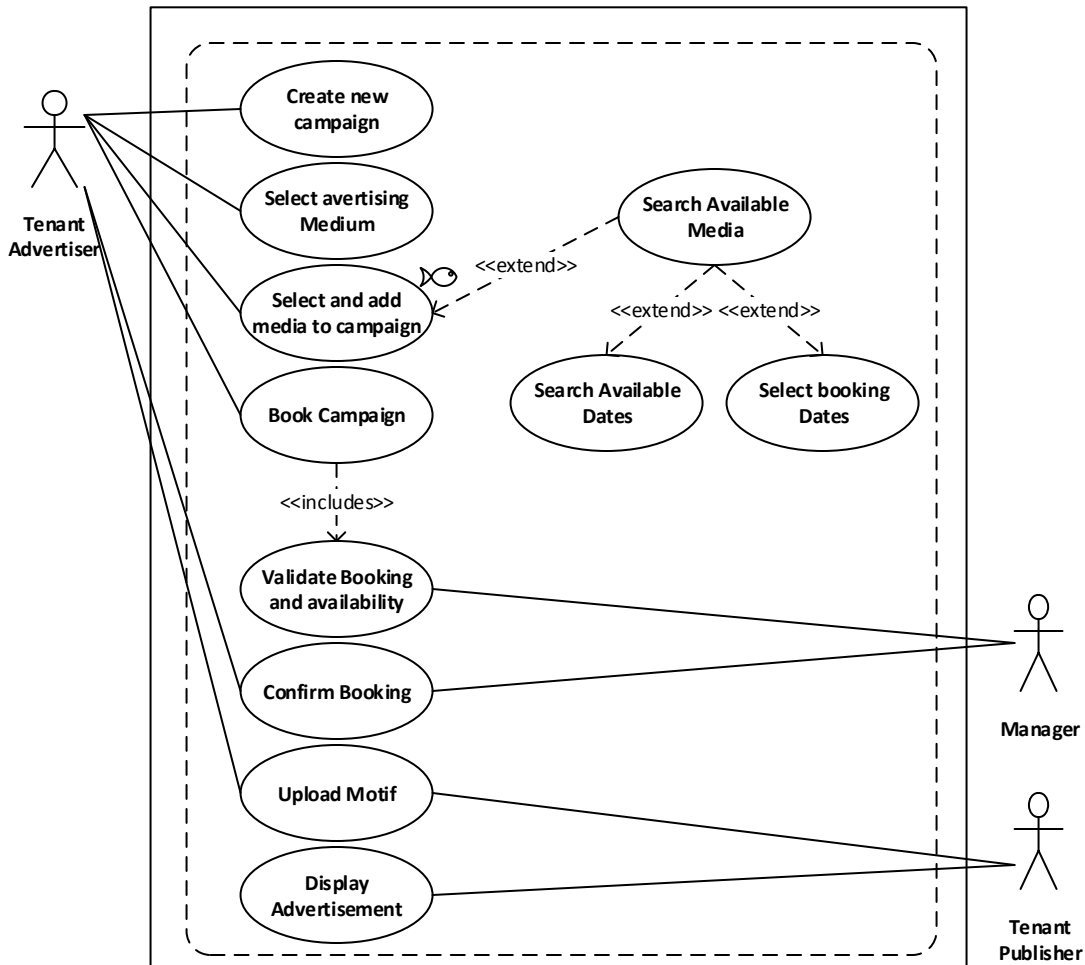 Create new
campaign
Tenant
Advertiser
Select avertising
Medium
Search Available
Media
<<extend>>
Select and add
media to campaign
<<extend>>
<<extend>>
Book Campaign
Search Available
Dates
Select booking
Dates
<<includes>>
Validate Booking
and availability
Confirm Booking
Manager
Upload Motif
Display
Advertisement
Tenant
Publisher